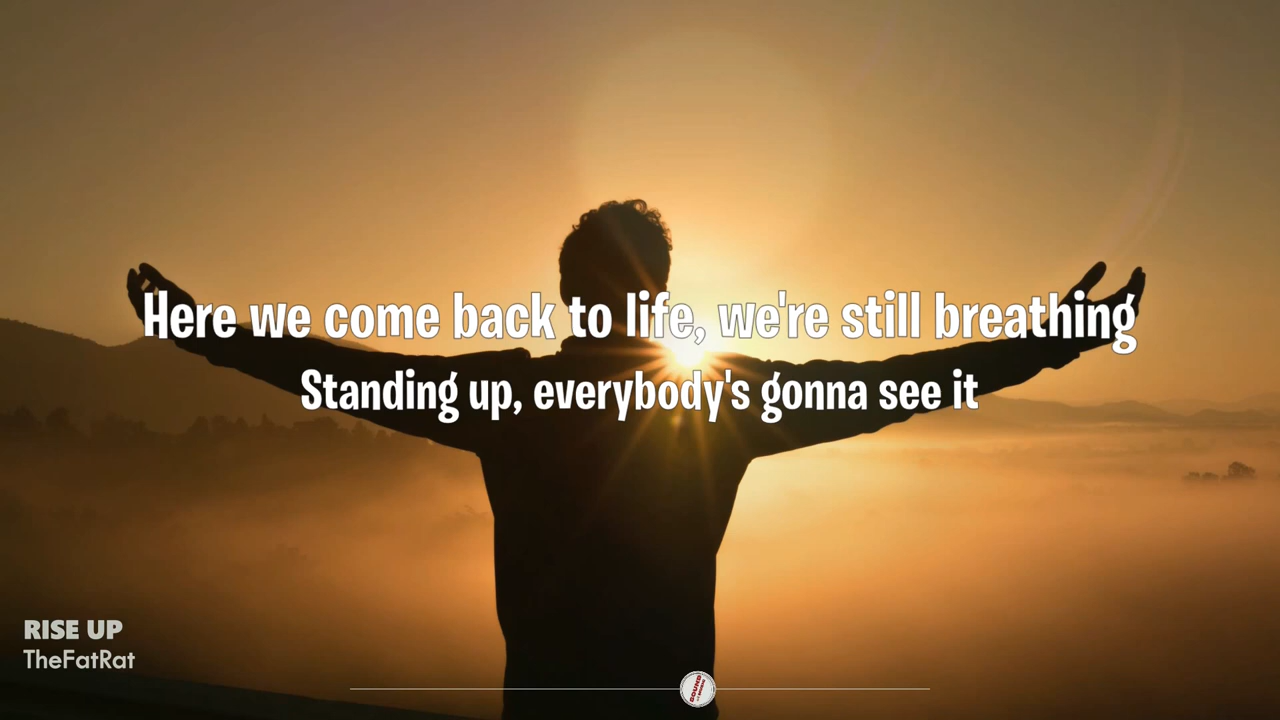 Here we come back to life, we're still breathing
Standing up, everybody's gonna see it
RISE UP
TheFatRat
SOUND